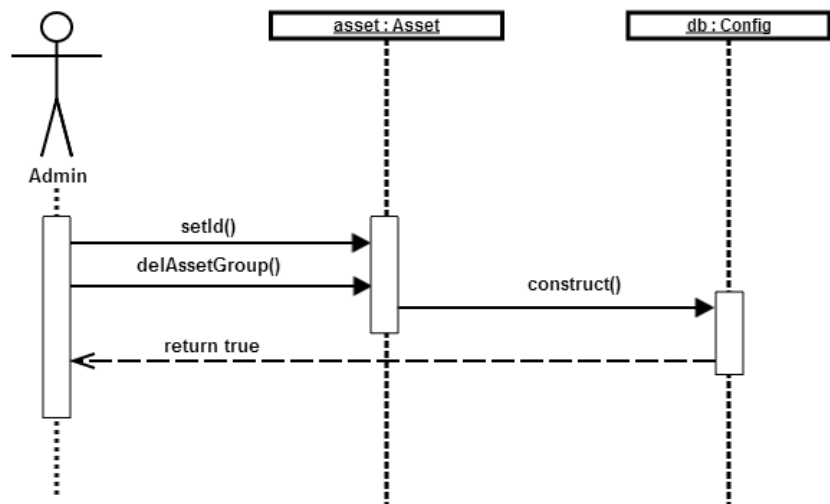 asset : Asset
db : Config
Admin
setId()
delAssetGroup()
construct()
return true